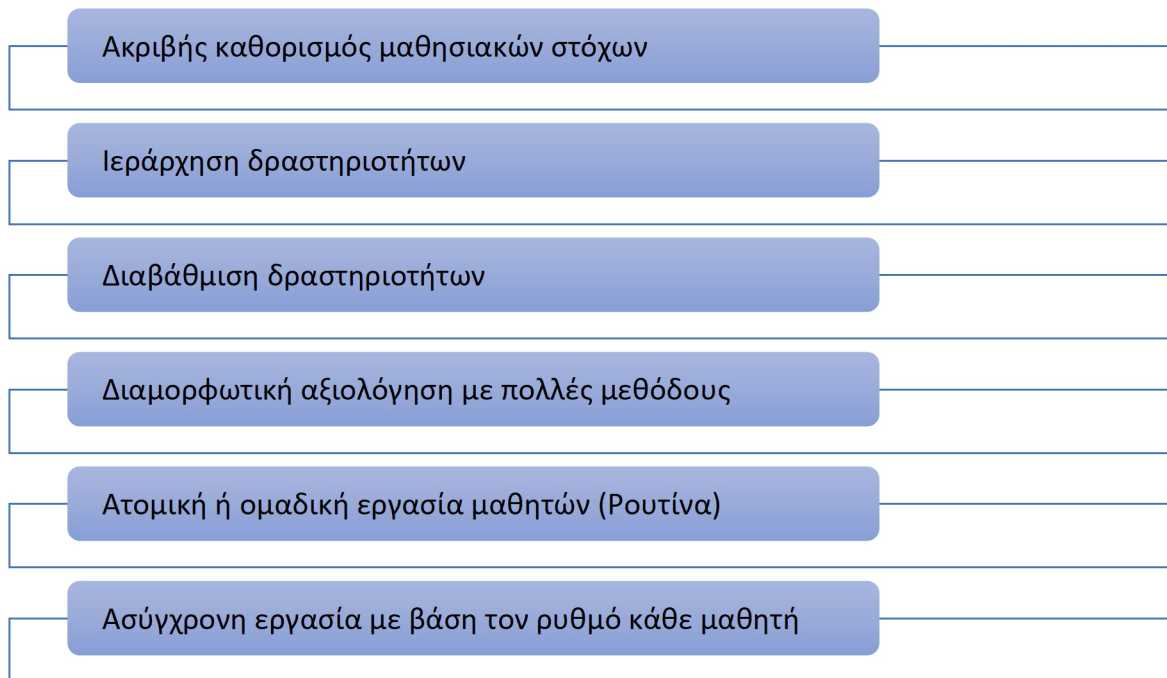 Ακριβής καθορισμός μαθησιακών στόχων
Ιεράρχηση δραστηριοτήτων
Διαβάθμιση δραστηριοτήτων
Διαμορφωτική αξιολόγηση με πολλές μεθόδους
Ατομική ή ομαδική εργασία μαθητών (Ρουτίνα)
Ασύγχρονη εργασία με βάση τον ρυθμό κάθε μαθητή